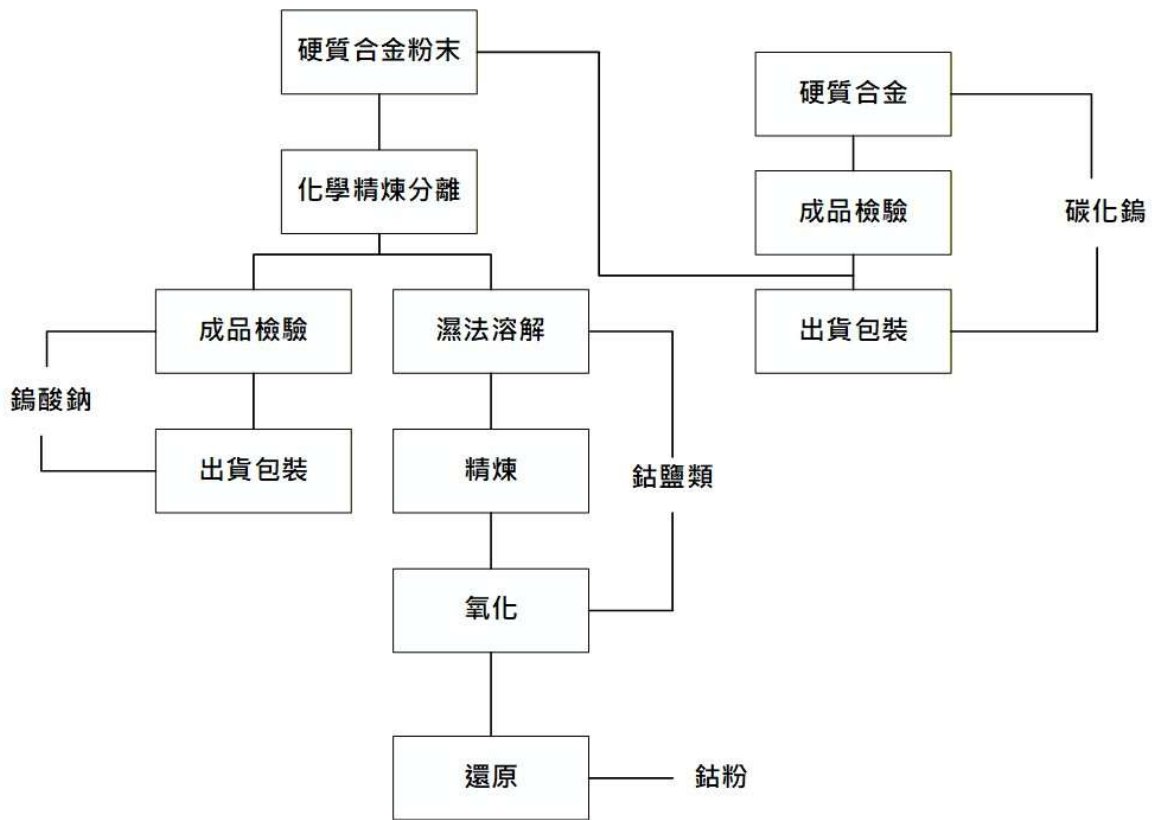 硬質合金粉末
硬質合金
化學精煉分離
成品檢驗
碳化鎢
成品檢驗
濕法溶解
出貨包裝
鎢酸鈉
出貨包裝
精煉
鈷鹽類
氧化
還原
鈷粉